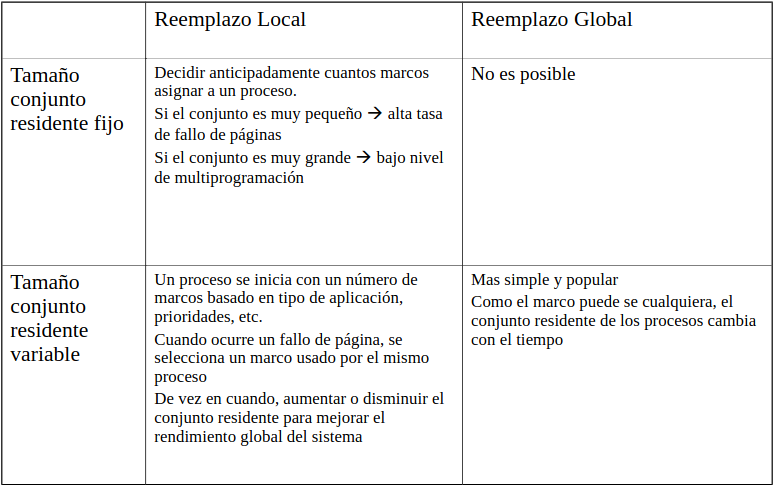 Reemplazo Local
Reemplazo Global
Tamaño
conjunto
residente fijo
Decidir anticipadamente cuantos marcos
asignar a un proceso.
Si el conjunto es muy pequeño → alta tasa
de fallo de páginas
Si el conjunto es muy grande → bajo nivel
de multiprogramación
No es posible
Tamaño
conjunto
residente
variable
Un proceso se inicia con un número de
marcos basado en tipo de aplicación,
prioridades, etc.
Cuando ocurre un fallo de página, se
selecciona un marco usado por el mismo
proceso
De vez en cuando, aumentar o disminuir el
conjunto residente para mejorar el
rendimiento global del sistema
Mas simple y popular
Como el marco puede se cualquiera, el
conjunto residente de los procesos cambia
con el tiempo